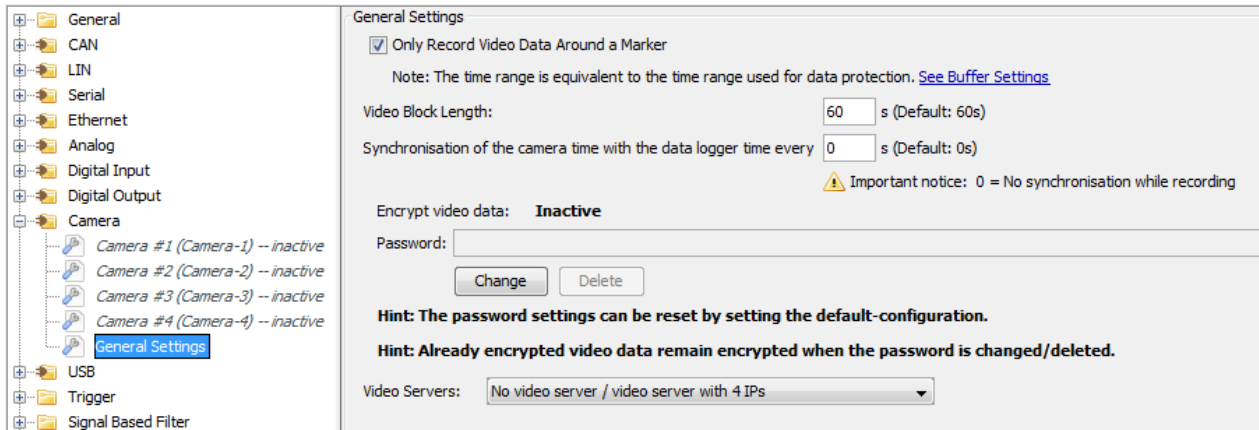 General
CAN
LIN
Serial
Ethernet
Analog
Digital Input
Digital Output
Camera
Camera #1 (Camera-1) -- inactive
Camera #2 (Camera-2) -- inactive
Camera #3 (Camera-3) -- inactive
Camera #4 (Camera-4) -- inactive
General Settings
USB
Trigger
Signal Based Filter
General Settings
Only Record Video Data Around a Marker
Note: The time range is equivalent to the time range used for data protection. See Buffer Settings
Video Block Length: 60 s (Default: 60s)
Synchronisation of the camera time with the data logger time every 0 s (Default: 0s)
Important notice: 0 = No synchronisation while recording
Encrypt video data: Inactive
Password:
Change Delete
Hint: The password settings can be reset by setting the default-configuration.
Hint: Already encrypted video data remain encrypted when the password is changed/deleted.
Video Servers: No video server / video server with 4 IPs